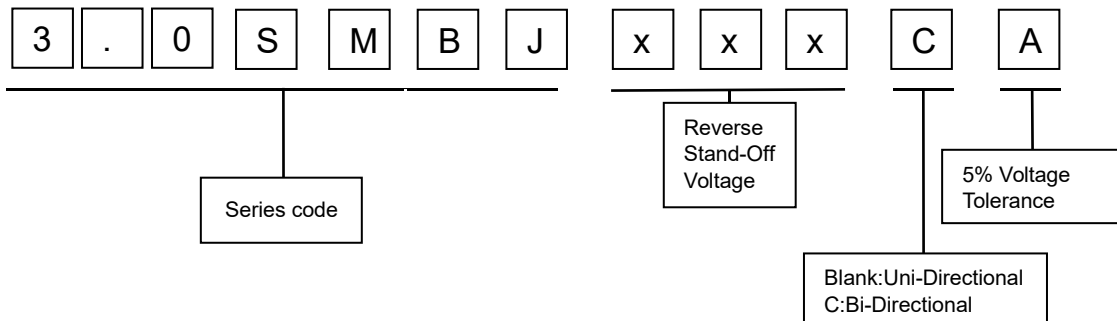 3 . 0 S M B J x x x C A
Reverse
Stand-Off
Voltage
5% Voltage
Tolerance
Series code
Blank:Uni-Directional
C:Bi-Directional